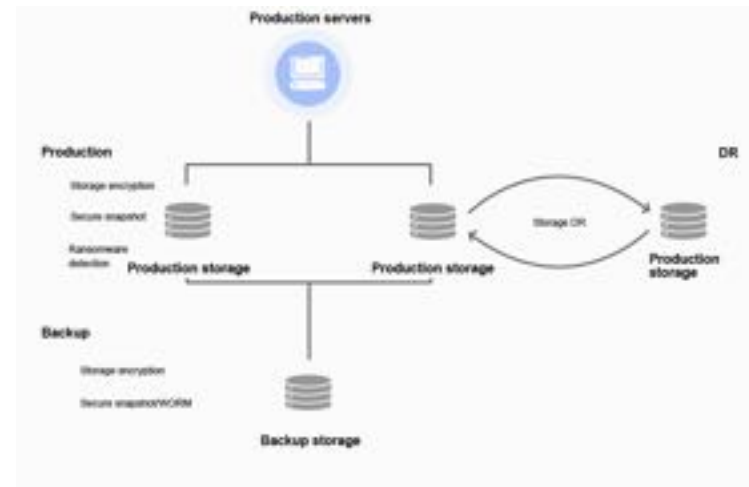 Production servers
Production
DR
Storage encryption
Secure snapshot
Storage DR
Ransomware
detection
Production storage
Production storage
Production
storage
Backup
Storage encryption
Secure snapshot/WORM
Backup storage